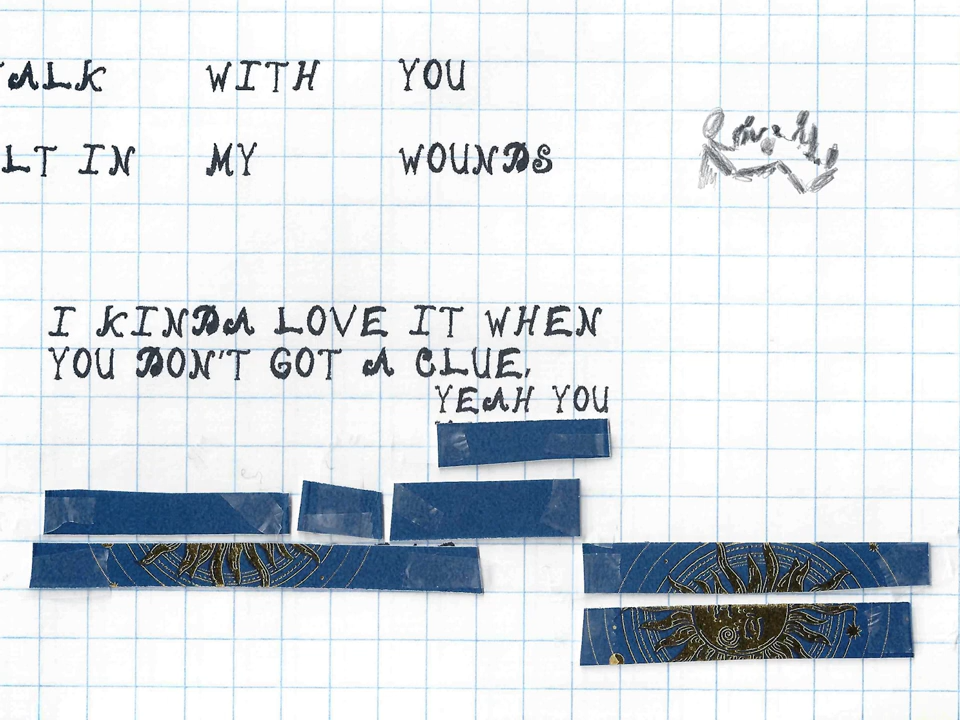 ALK WITH YOU
LT IN MY WOUNDS
I KINDA LOVE IT WHEN
YOU DON'T GOT A CLUE,
YEAH YOU